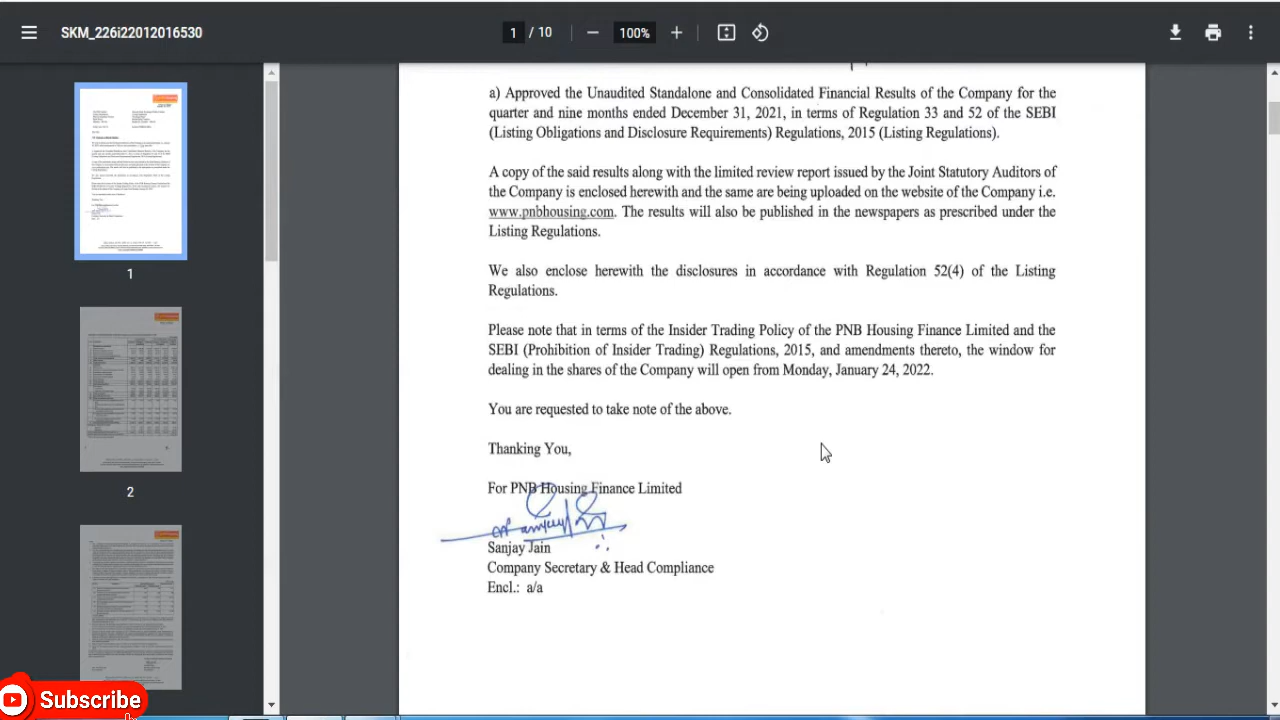 SKM_226i22012016530
1 / 10
100%
a) Approved the Unaudited Standalone and Consolidated Financial Results of the Company for the
quarter and nine months ended December 31, 2021, in terms of Regulation 33 and 52 of the SEBI
(Listing Obligations and Disclosure Requirements) Regulations, 2015 (Listing Regulations).
A copy of the said results along with the limited review report issued by the Joint Statutory Auditors of
the Company is enclosed herewith and the same are being uploaded on the website of the Company i.e.
www.pnbhousing.com. The results will also be published in the newspapers as prescribed under the
Listing Regulations.
We also enclose herewith the disclosures in accordance with Regulation 52(4) of the Listing
Regulations.
Please note that in terms of the Insider Trading Policy of the PNB Housing Finance Limited and the
SEBI (Prohibition of Insider Trading) Regulations, 2015, and amendments thereto, the window for
dealing in the shares of the Company will open from Monday, January 24, 2022.
You are requested to take note of the above.
Thanking You,
For PNB Housing Finance Limited
Sanjay Jain
Company Secretary & Head Compliance
Encl.: a/a
1
2
Subscribe